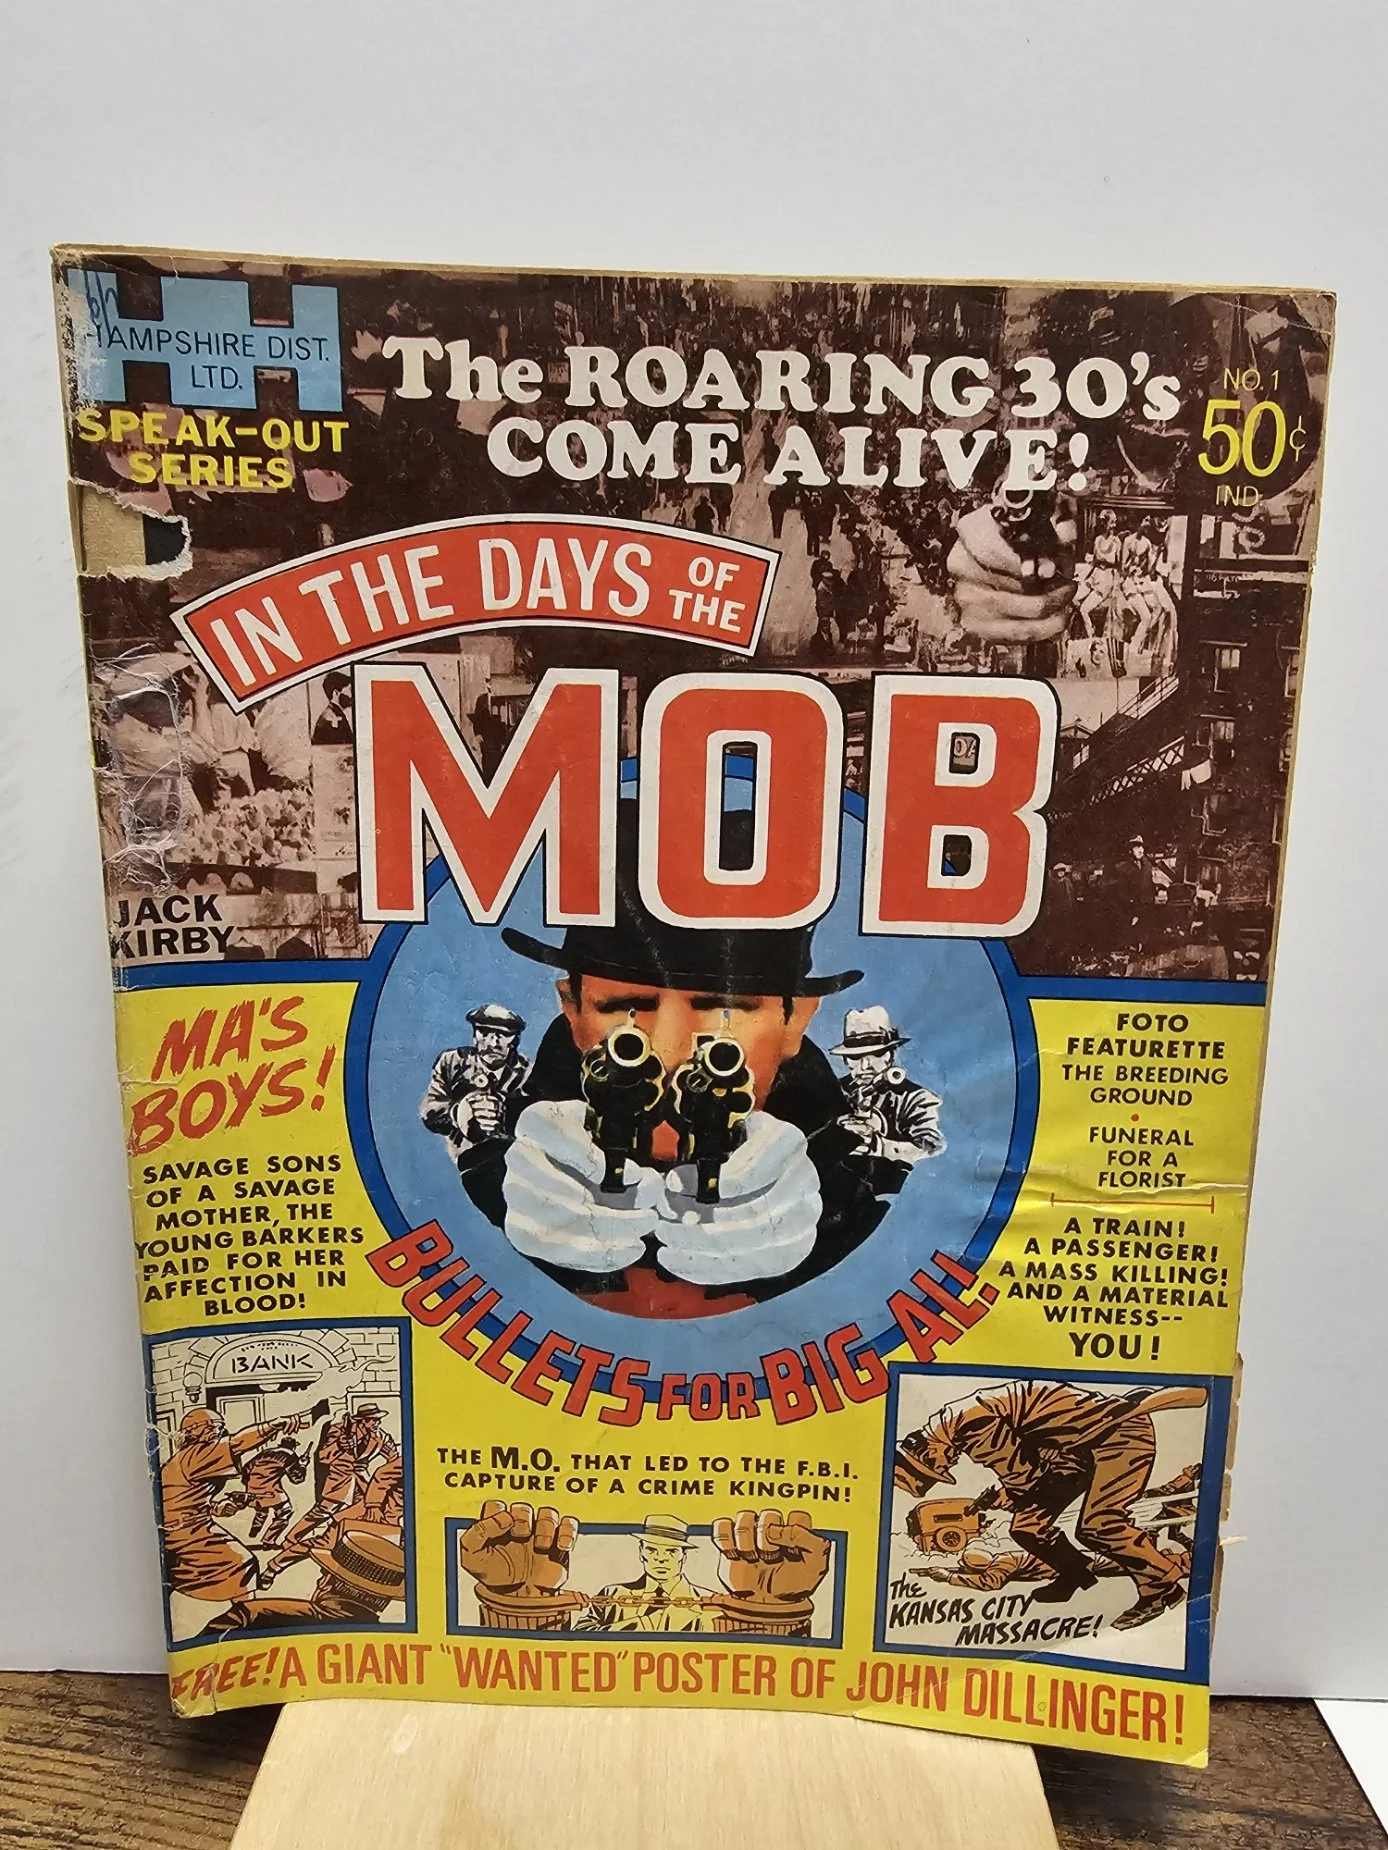 HAMPSHIRE DIST.
LTD.
SPEAK-OUT
SERIES
The ROARING 30's
COME ALIVE!
NO. 1
50¢
IND.
IN THE DAYS OF THE
MOB
JACK
KIRBY
MA'S
BOYS!
SAVAGE SONS
OF A SAVAGE
MOTHER, THE
YOUNG BARKERS
PAID FOR HER
AFFECTION IN
BLOOD!
BANK
BULLETS FOR BIG AL!
THE M.O. THAT LED TO THE F.B.I.
CAPTURE OF A CRIME KINGPIN!
FOTO
FEATURETTE
THE BREEDING
GROUND
•
FUNERAL
FOR A
FLORIST
A TRAIN!
A PASSENGER!
A MASS KILLING!
AND A MATERIAL
WITNESS--
YOU!
The
KANSAS CITY
MASSACRE!
FREE! A GIANT "WANTED" POSTER OF JOHN DILLINGER!